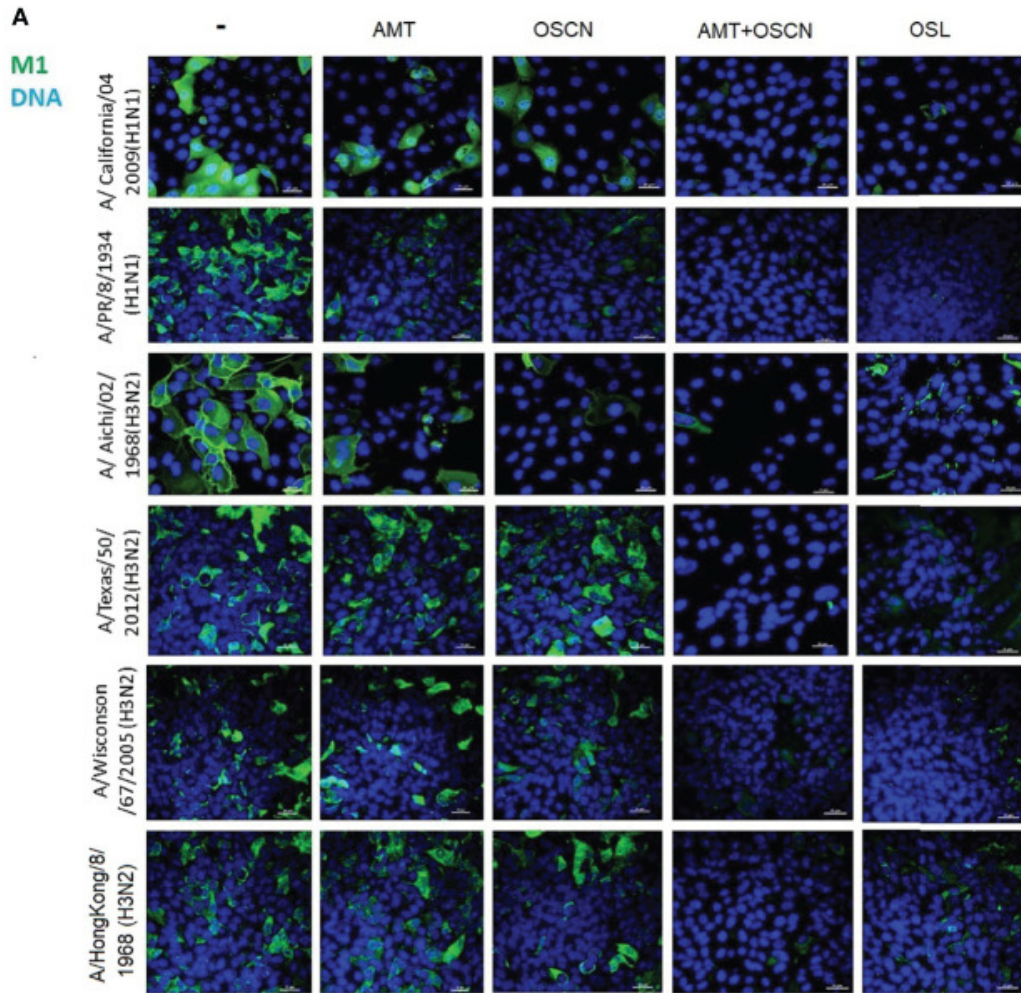 A
M1
DNA
-
AMT
OSCN
AMT+OSCN
OSL
A/ California/04
2009(H1N1)
A/PR/8/1934
(H1N1)
A/ Aichi/02/
1968(H3N2)
A/Texas/50/
2012(H3N2)
A/Wisconson
/67/2005 (H3N2)
A/HongKong/8/
1968 (H3N2)